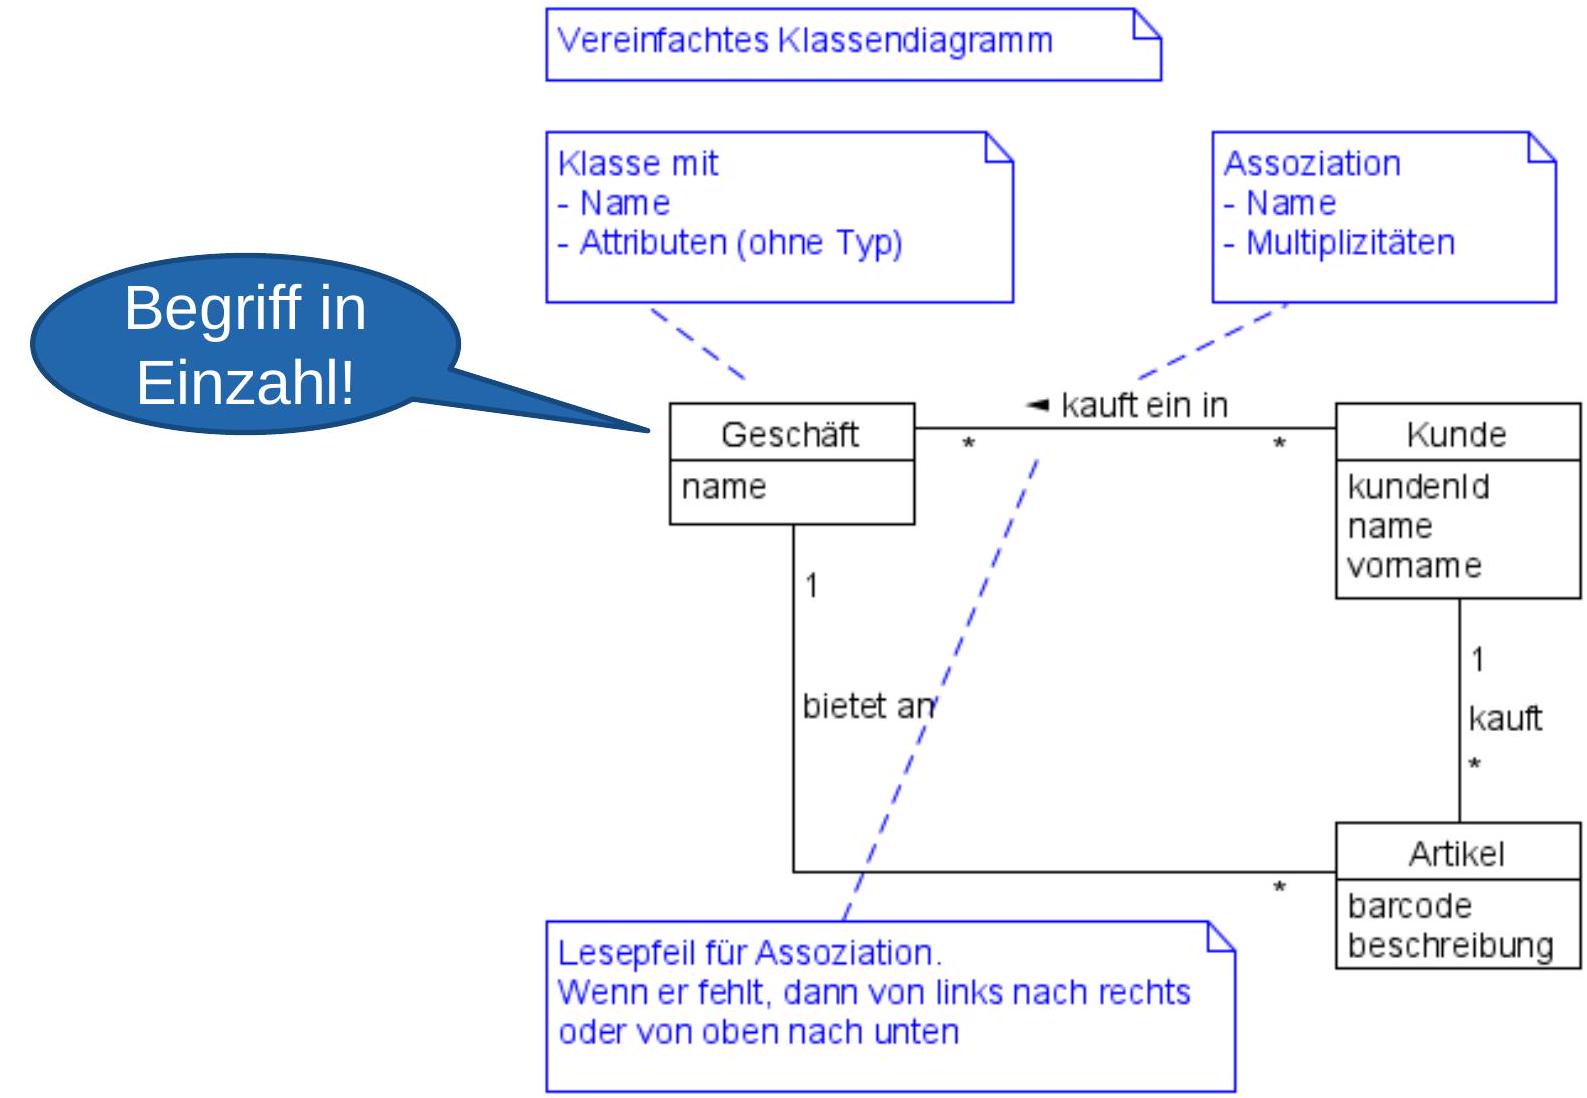 Vereinfachtes Klassendiagramm
Klasse mit
- Name
- Attributen (ohne Typ)
Assoziation
- Name
- Multiplizitäten
Begriff in
Einzahl!
◄ kauft ein in
Geschäft
*
*
Kunde
name
kundenId
name
vorname
1
1
bietet an
kauft
*
Artikel
*
barcode
beschreibung
Lesepfeil für Assoziation.
Wenn er fehlt, dann von links nach rechts
oder von oben nach unten